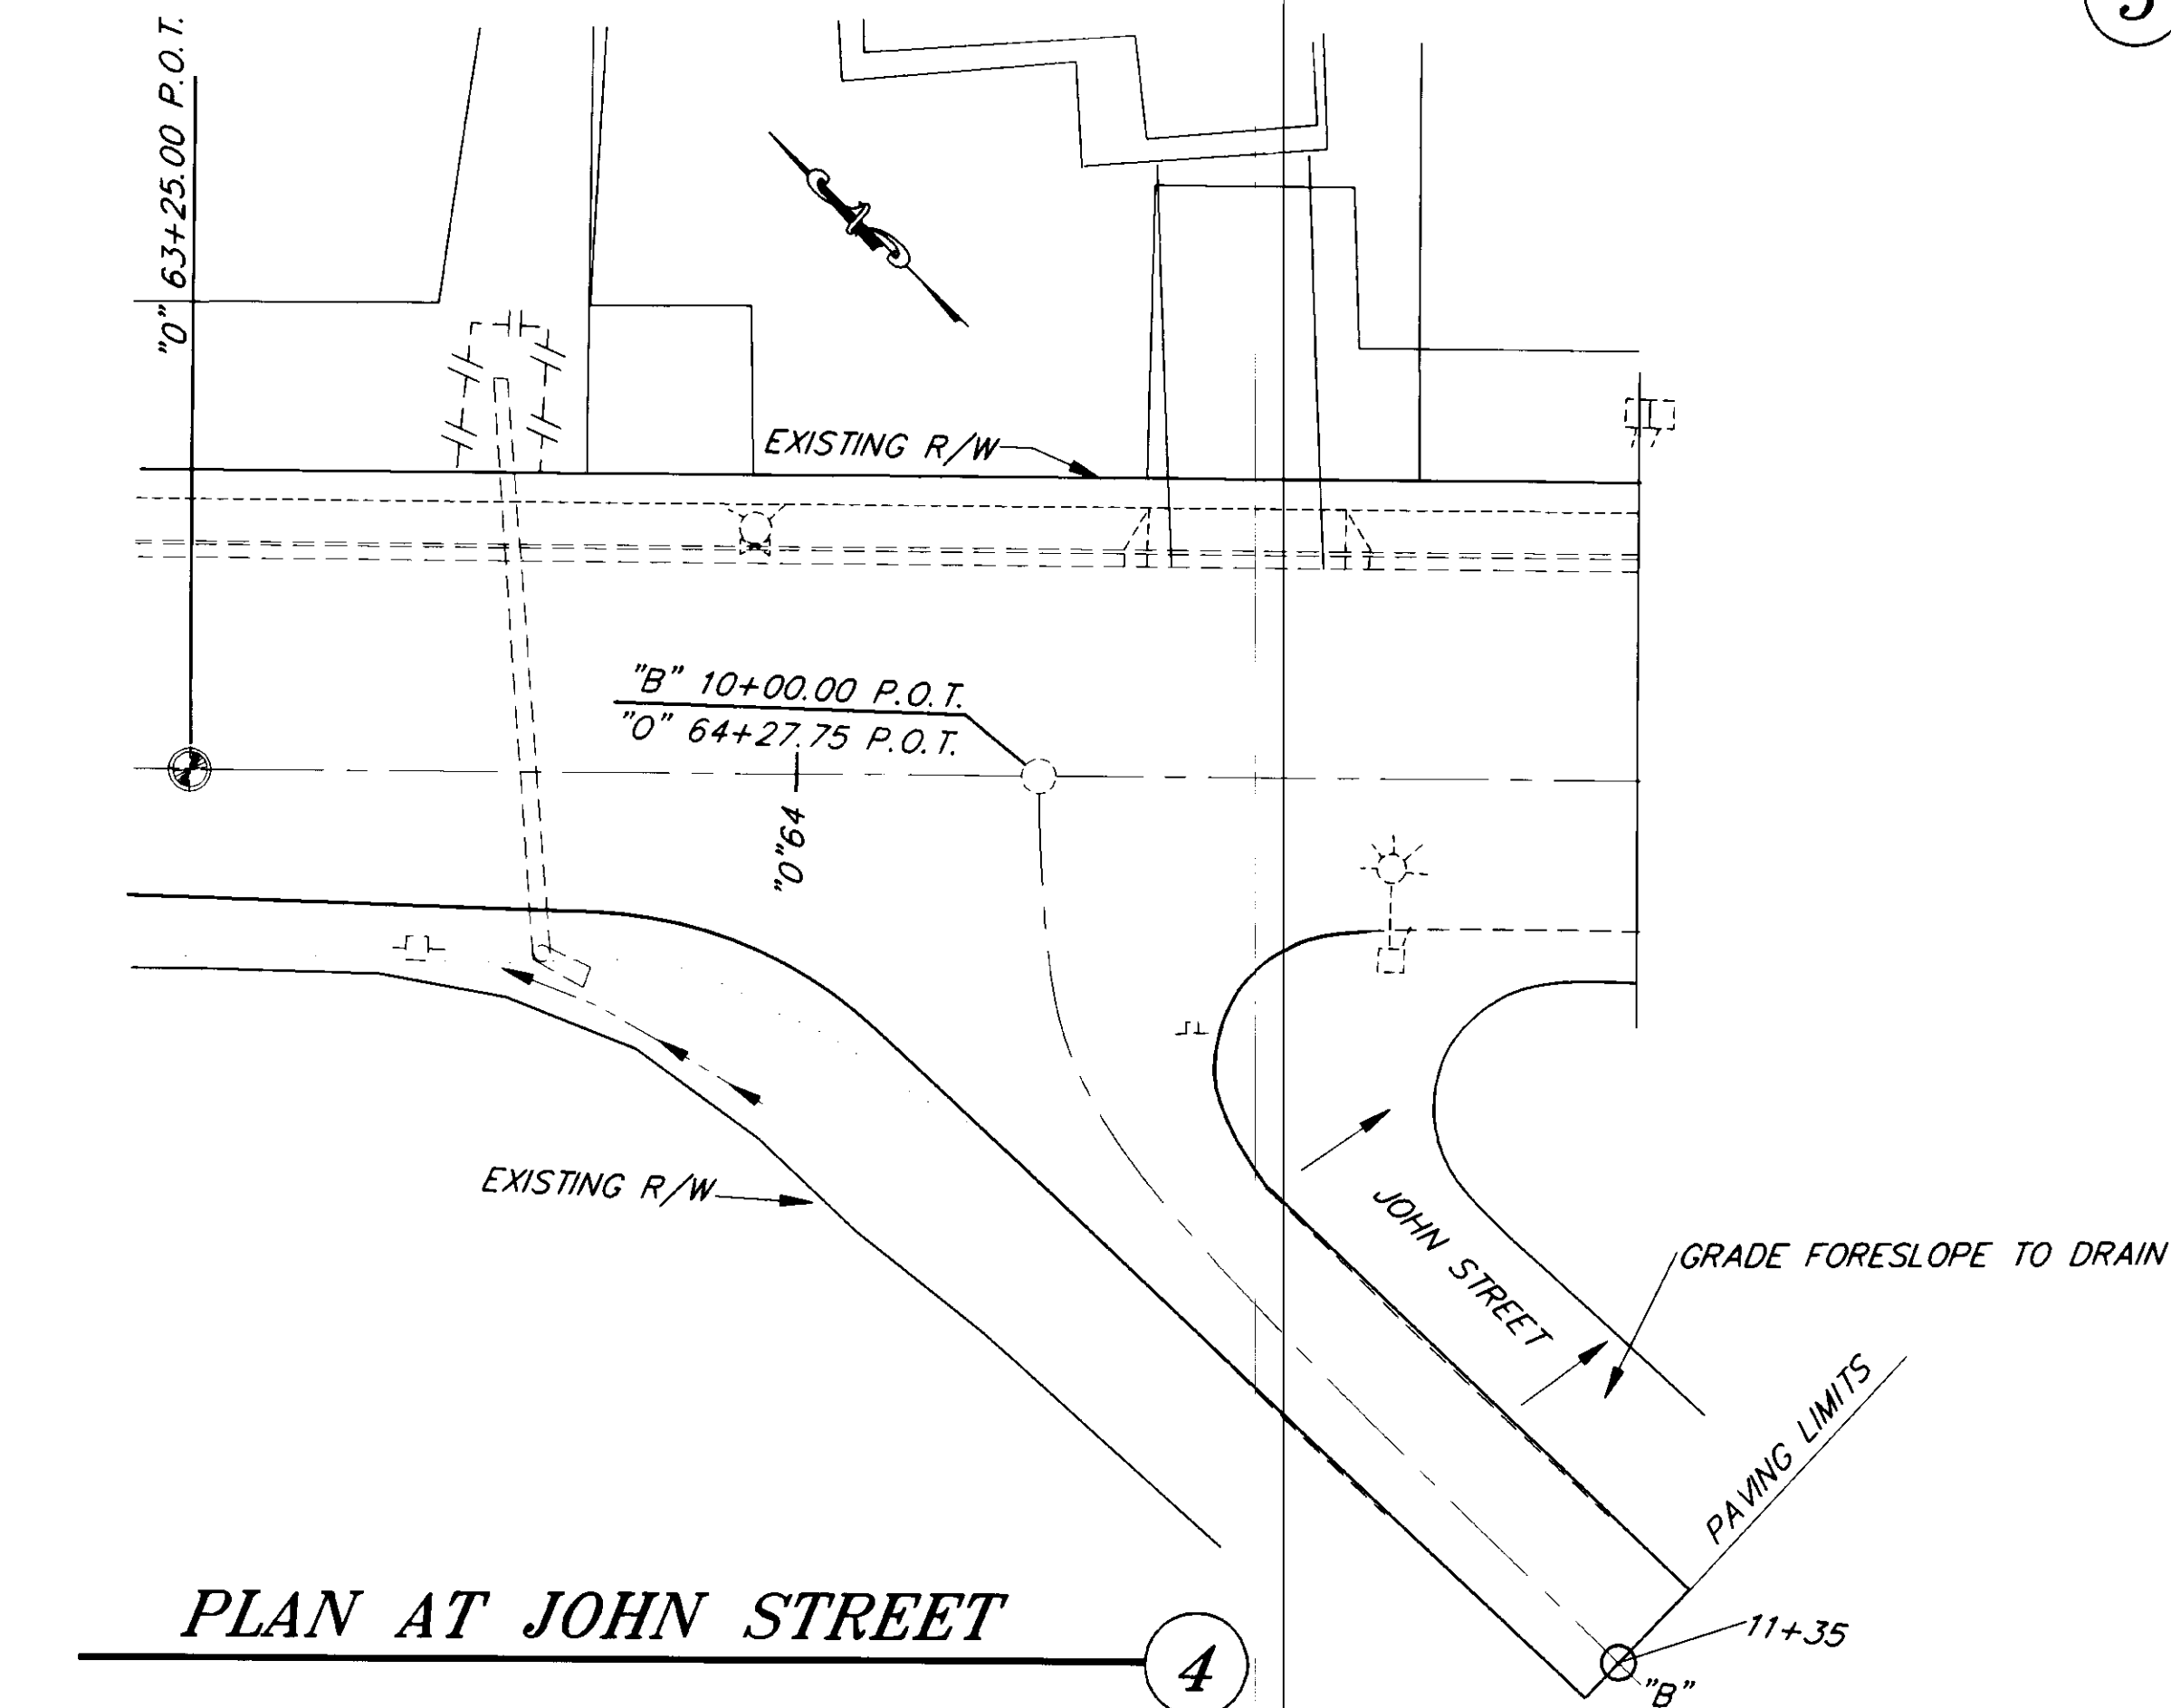 "O" 63+25.00 P.O.T.
EXISTING R/W
"B" 10+00.00 P.O.T.
"O" 64+27.75 P.O.T.
"O"64
EXISTING R/W
JOHN STREET
GRADE FORESLOPE TO DRAIN
PAVING LIMITS
11+35
"B"
PLAN AT JOHN STREET
4